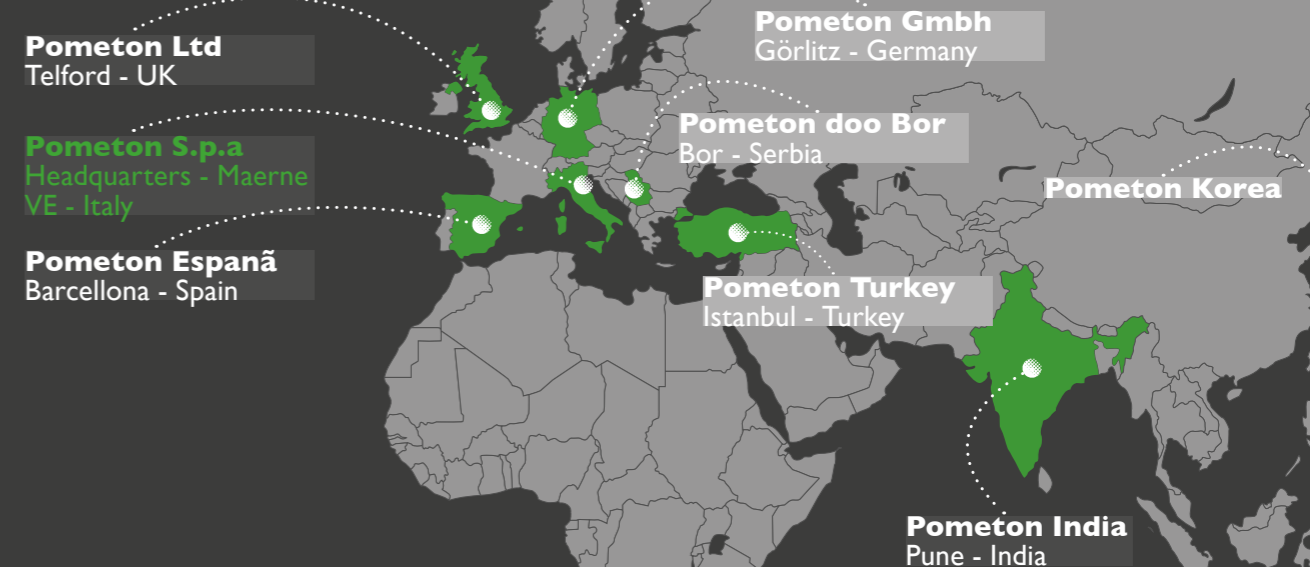 Pometon Ltd
Telford - UK
Pometon S.p.a
Headquarters - Maerne
VE - Italy
Pometon Espanã
Barcellona - Spain
Pometon Gmbh
Görlitz - Germany
Pometon doo Bor
Bor - Serbia
Pometon Korea
Pometon Turkey
Istanbul - Turkey
Pometon India
Pune - India